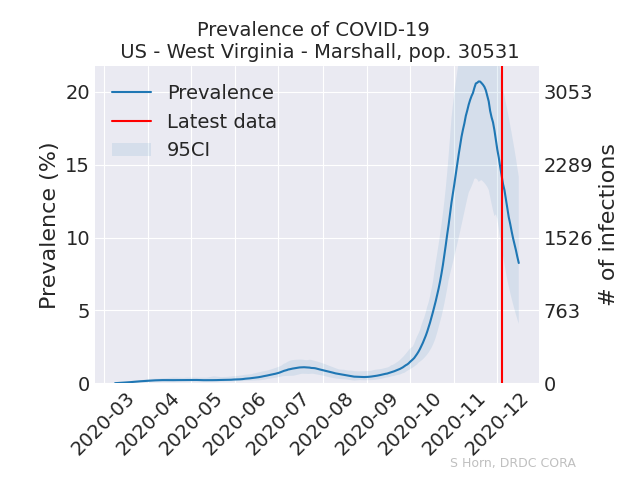 Prevalence of COVID-19
US - West Virginia - Marshall, pop. 30531
Prevalence
Latest data
95CI
Prevalence (%)
20
15
10
5
0
3053
2289
1526
763
0
# of infections
2020-03
2020-04
2020-05
2020-06
2020-07
2020-08
2020-09
2020-10
2020-11
2020-12
S Horn, DRDC CORA